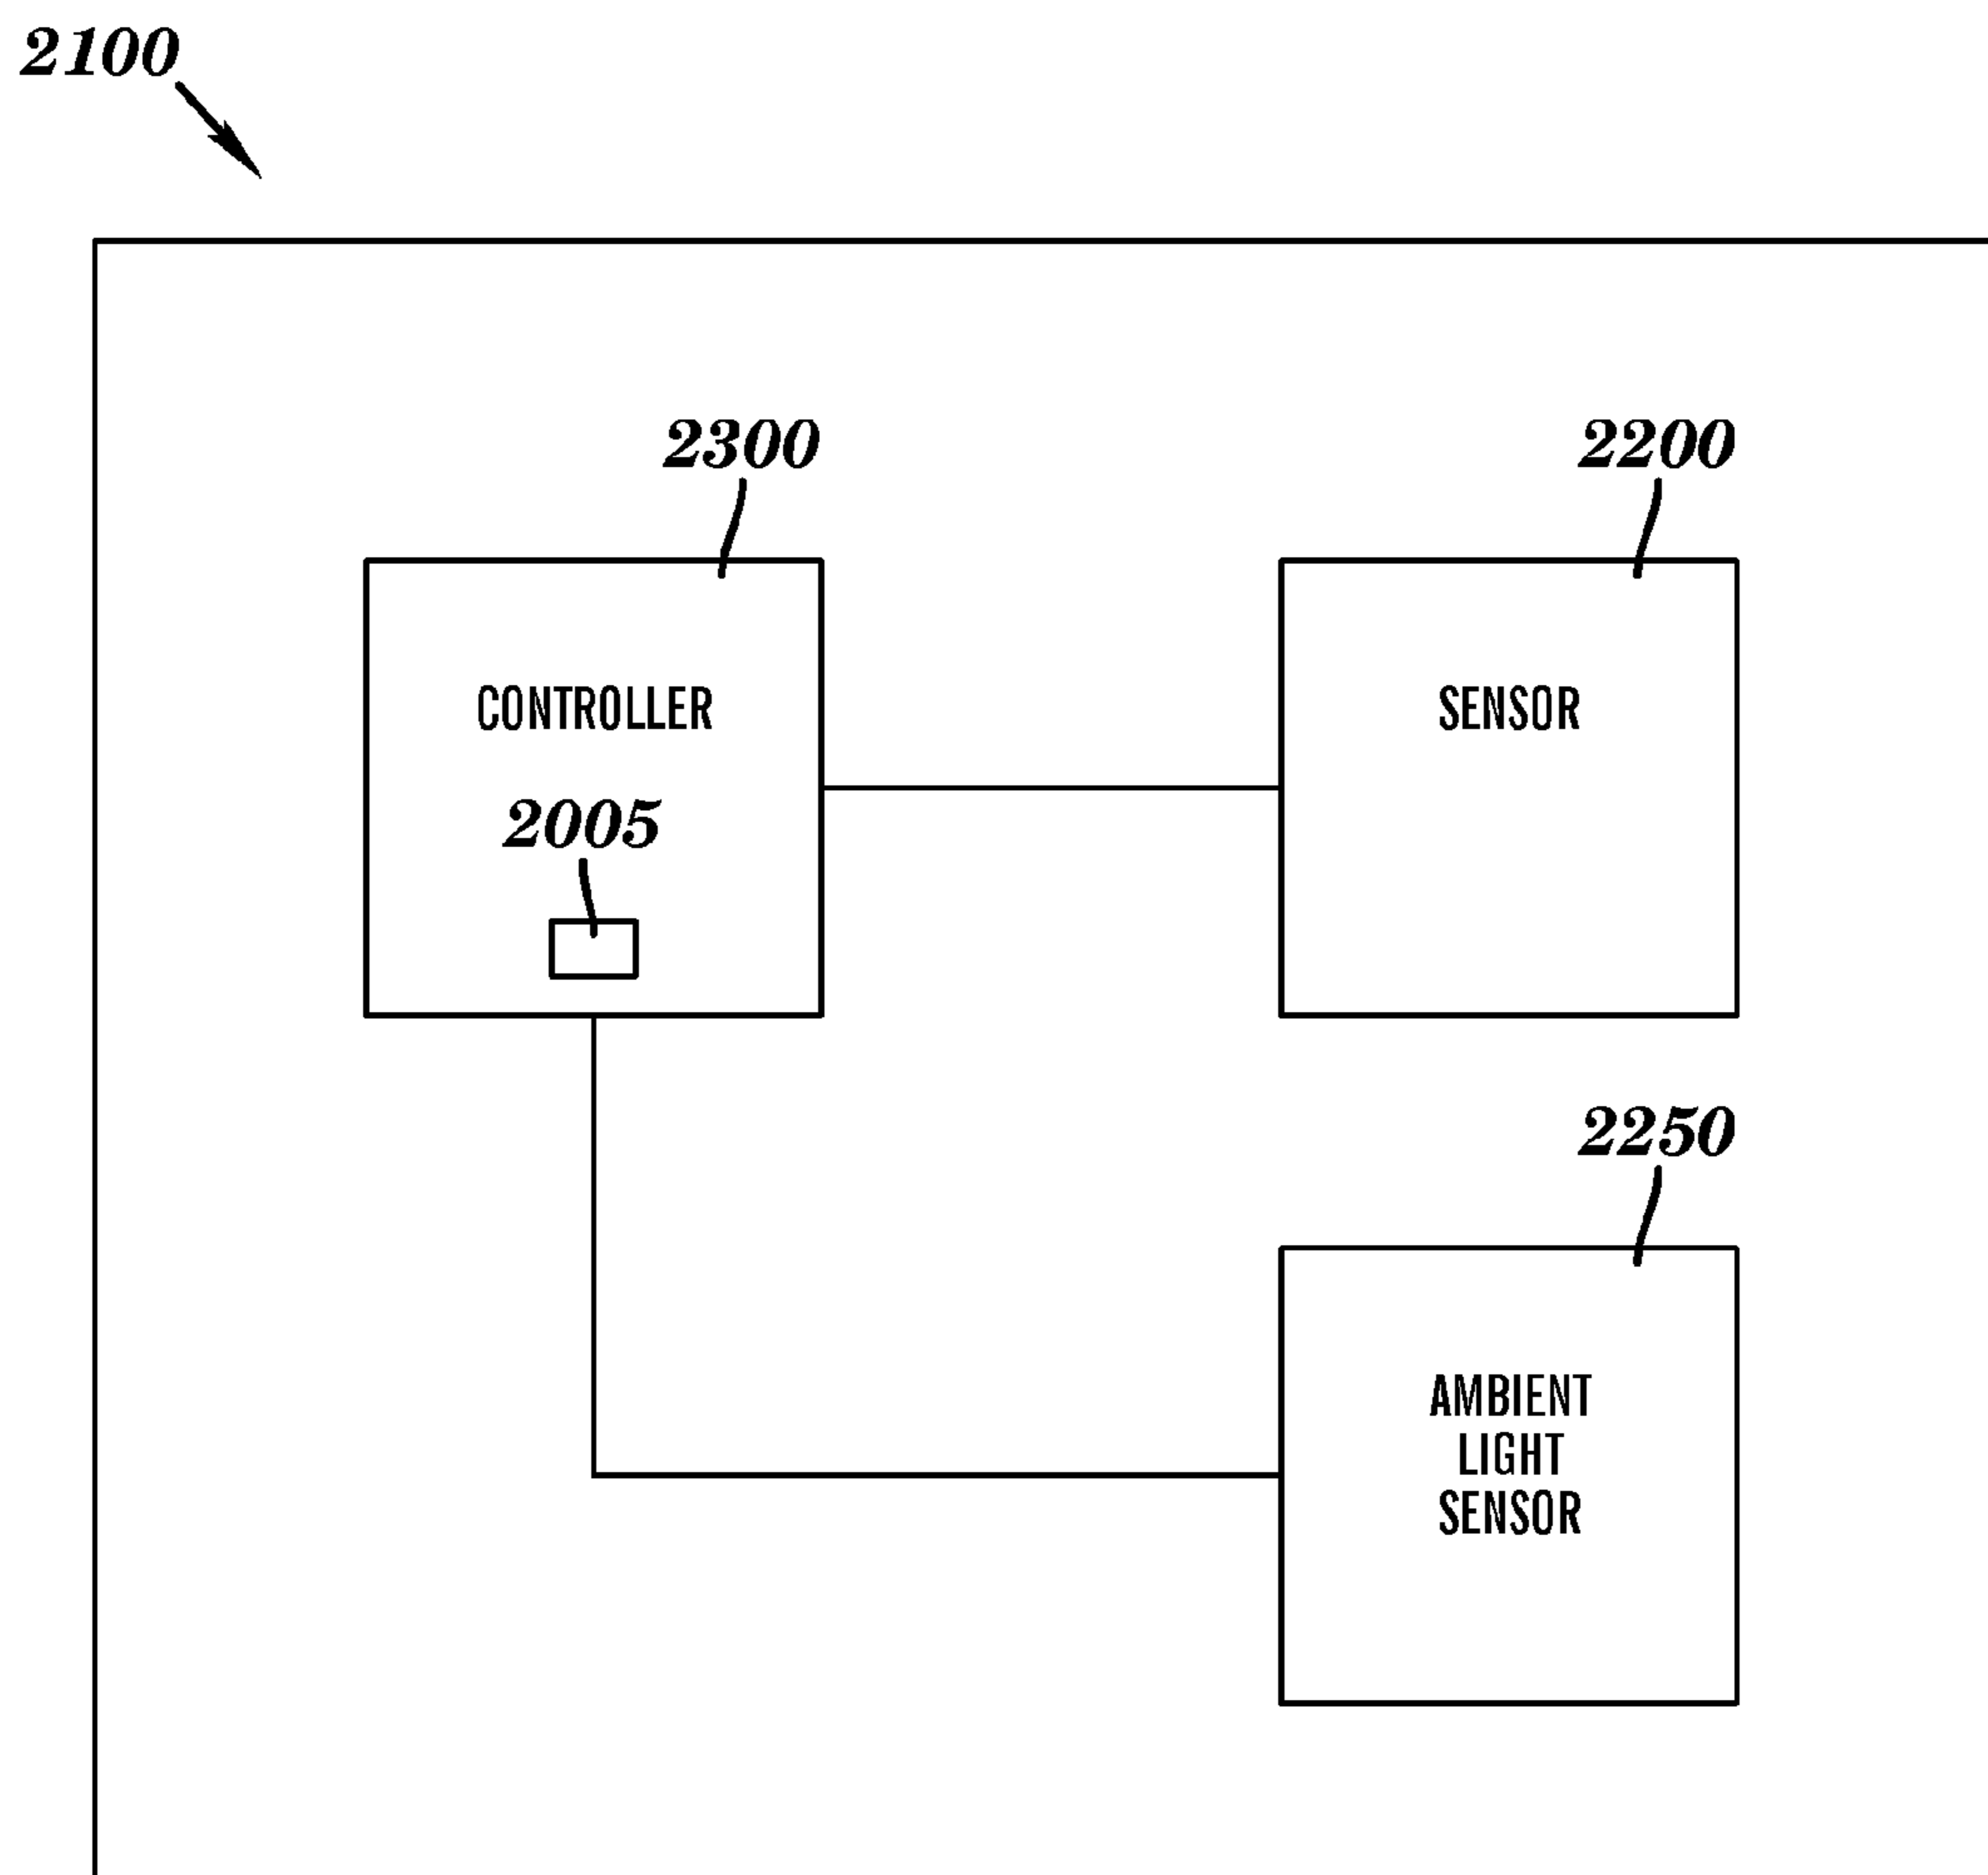 2100
2300
2200
CONTROLLER
SENSOR
2005
2250
AMBIENT
LIGHT
SENSOR